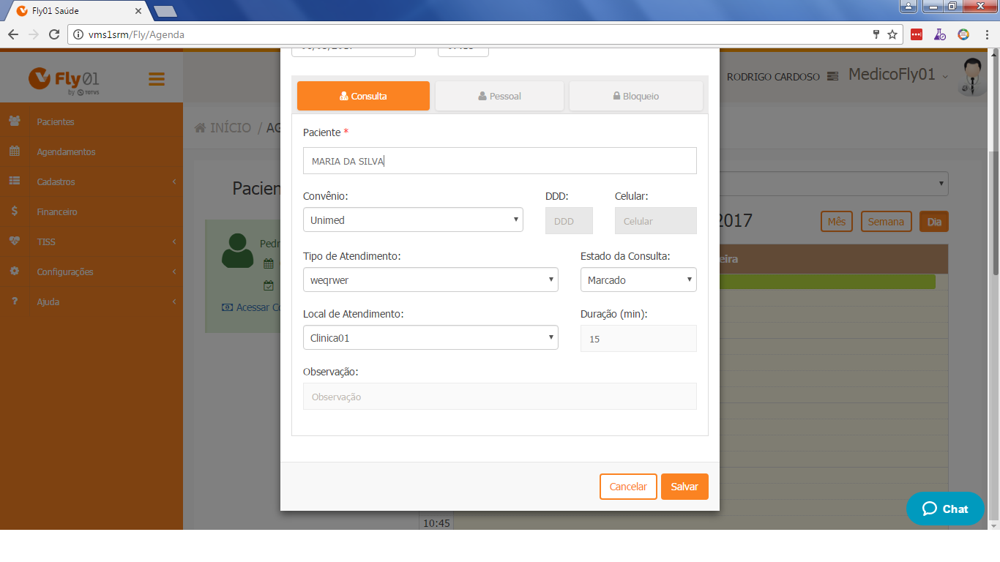 Fly01 Saúde
vms1srm/Fly/Agenda
Fly01
by TOTVS
RODRIGO CARDOSO
MedicoFly01
Pacientes
Agendamentos
Cadastros
Financeiro
TISS
Configurações
Ajuda
INÍCIO / AG
Pacien
Pedr
Acessar Co
Consulta
Pessoal
Bloqueio
Paciente *
MARIA DA SILVA
Convênio:
DDD:
Celular:
Unimed
DDD
Celular
Tipo de Atendimento:
Estado da Consulta:
weqrwer
Marcado
Local de Atendimento:
Duração (min):
Clinica01
15
Observação:
Observação
Cancelar
Salvar
2017
Mês
Semana
Dia
eira
10:45
Chat